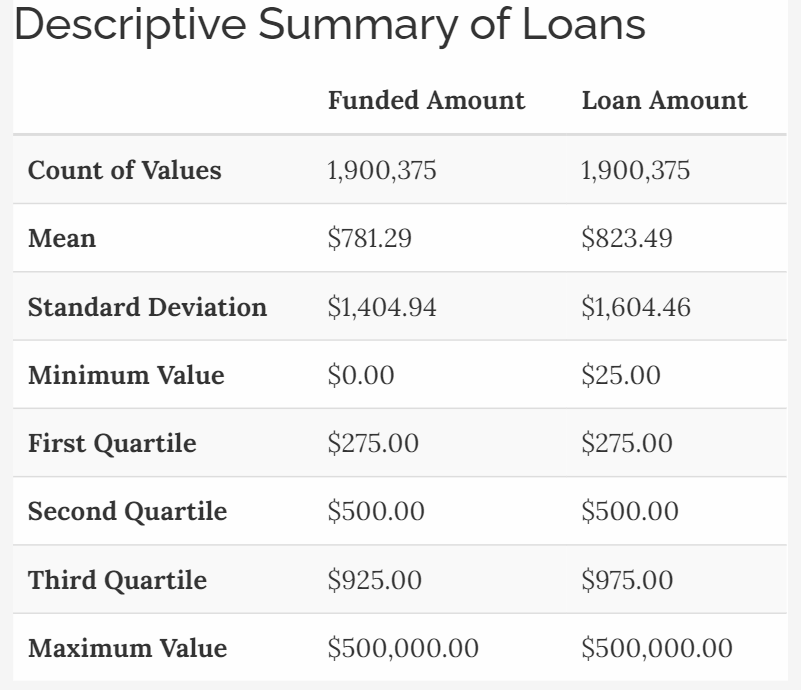 Descriptive Summary of Loans
Funded Amount Loan Amount
Count of Values 1,900,375 1,900,375
Mean $781.29 $823.49
Standard Deviation $1,404.94 $1,604.46
Minimum Value $0.00 $25.00
First Quartile $275.00 $275.00
Second Quartile $500.00 $500.00
Third Quartile $925.00 $975.00
Maximum Value $500,000.00 $500,000.00